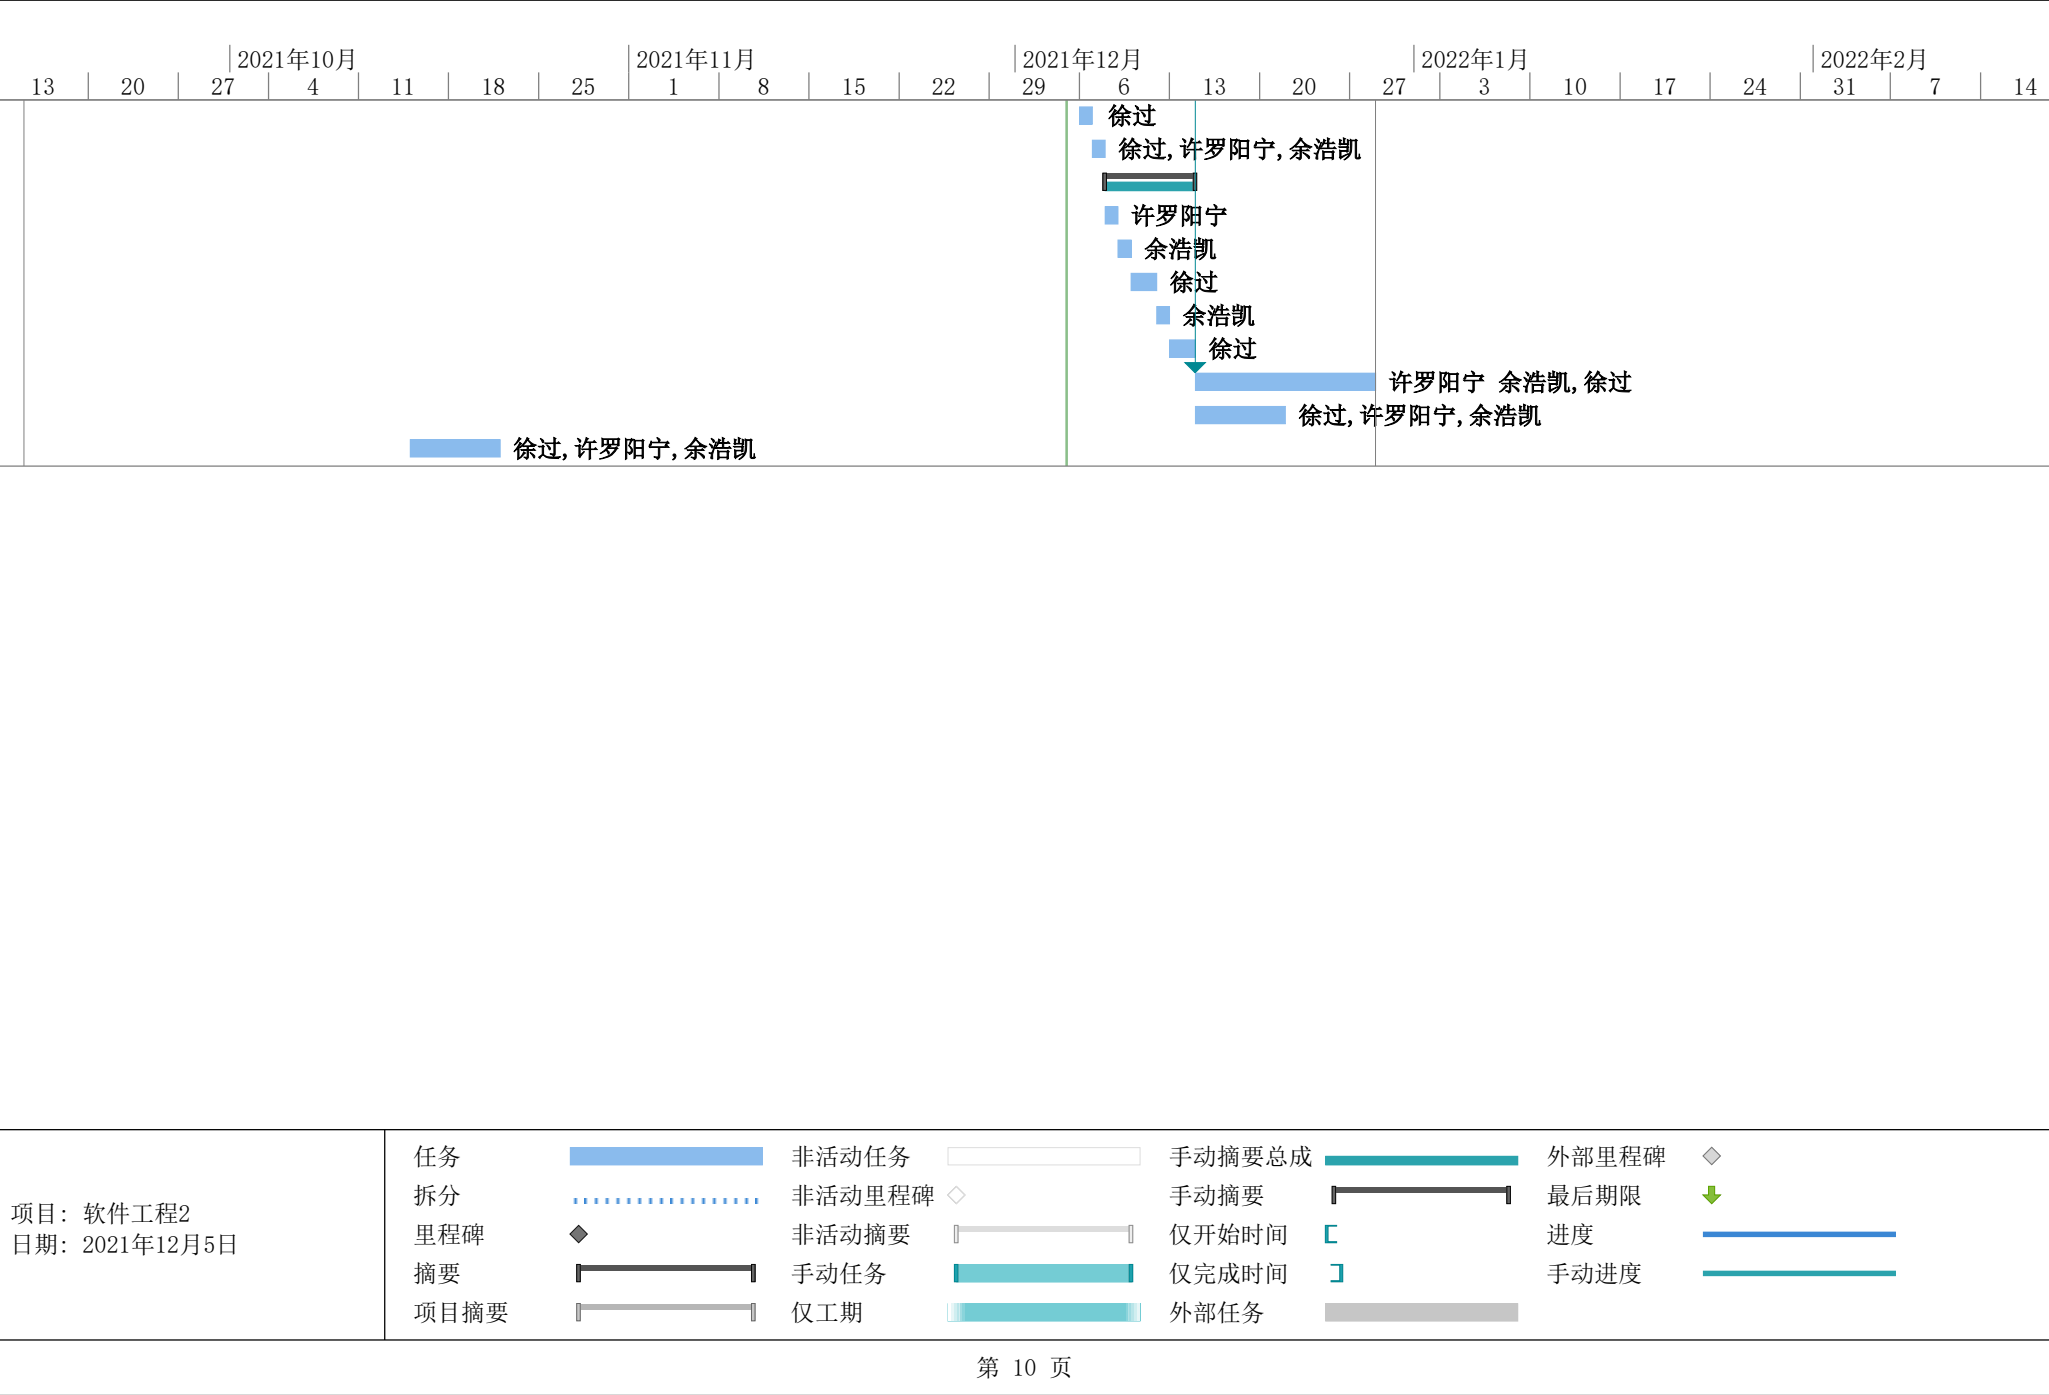 2021年10月 2021年11月 2021年12月 2022年1月 2022年2月
13 20 27 4 11 18 25 1 8 15 22 29 6 13 20 27 3 10 17 24 31 7 14
徐过
徐过,许罗阳宁,余浩凯
许罗阳宁
余浩凯
徐过
余浩凯
徐过
许罗阳宁 余浩凯,徐过
徐过,许罗阳宁,余浩凯
徐过,许罗阳宁,余浩凯
项目: 软件工程2
日期: 2021年12月5日
任务
拆分
里程碑
摘要
项目摘要
非活动任务
非活动里程碑
非活动摘要
手动任务
仅工期
手动摘要总成
手动摘要
仅开始时间
仅完成时间
外部任务
外部里程碑
最后期限
进度
手动进度
第 10 页